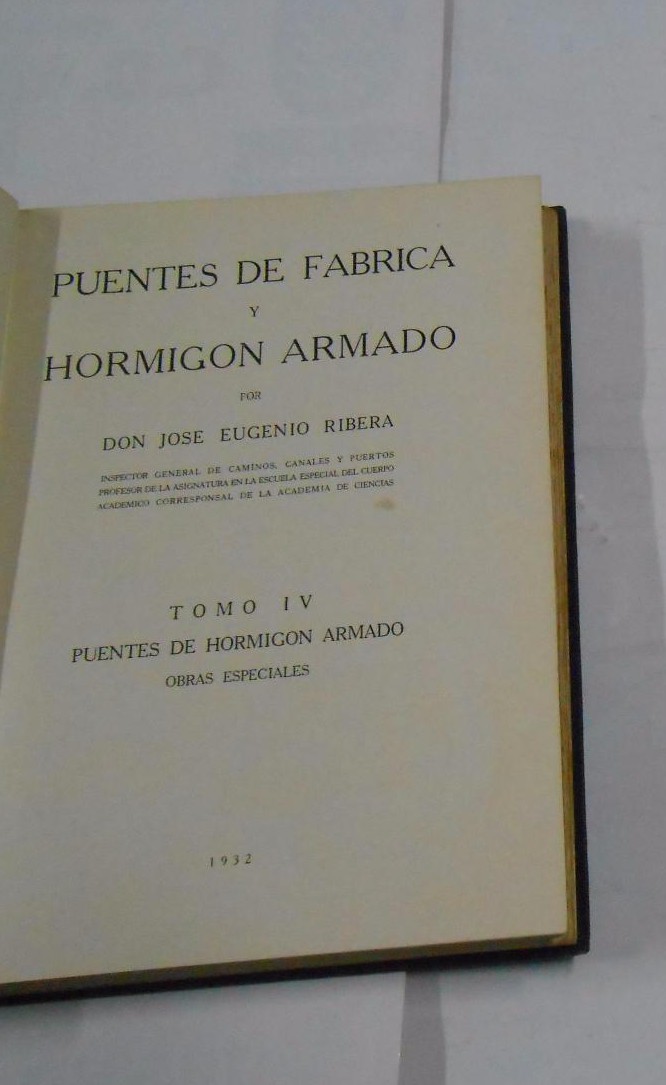 PUENTES DE FABRICA
Y
HORMIGON ARMADO
POR
DON JOSE EUGENIO RIBERA
INSPECTOR GENERAL DE CAMINOS, CANALES Y PUERTOS
PROFESOR DE LA ASIGNATURA EN LA ESCUELA ESPECIAL DEL CUERPO
ACADEMICO CORRESPONSAL DE LA ACADEMIA DE CIENCIAS
TOMO IV
PUENTES DE HORMIGON ARMADO
OBRAS ESPECIALES
1932